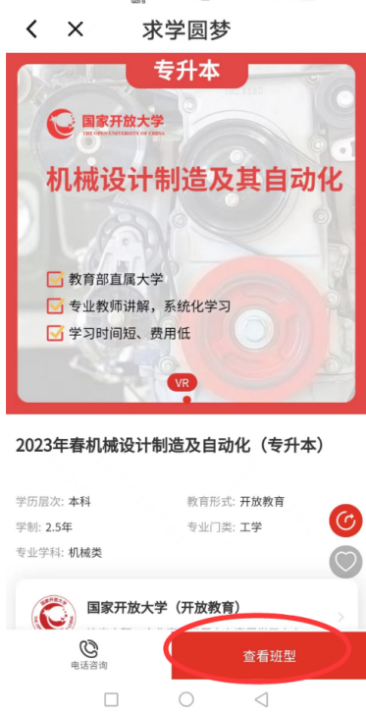 求学圆梦
专升本
国家开放大学
THE OPEN UNIVERSITY OF CHINA
机械设计制造及其自动化
教育部直属大学
专业教师讲解，系统化学习
学习时间短、费用低
VR
2023年春机械设计制造及自动化（专升本）
学历层次: 本科 教育形式: 开放教育
学制: 2.5年 专业门类: 工学
专业学科: 机械类
国家开放大学（开放教育）
电话咨询
查看班型